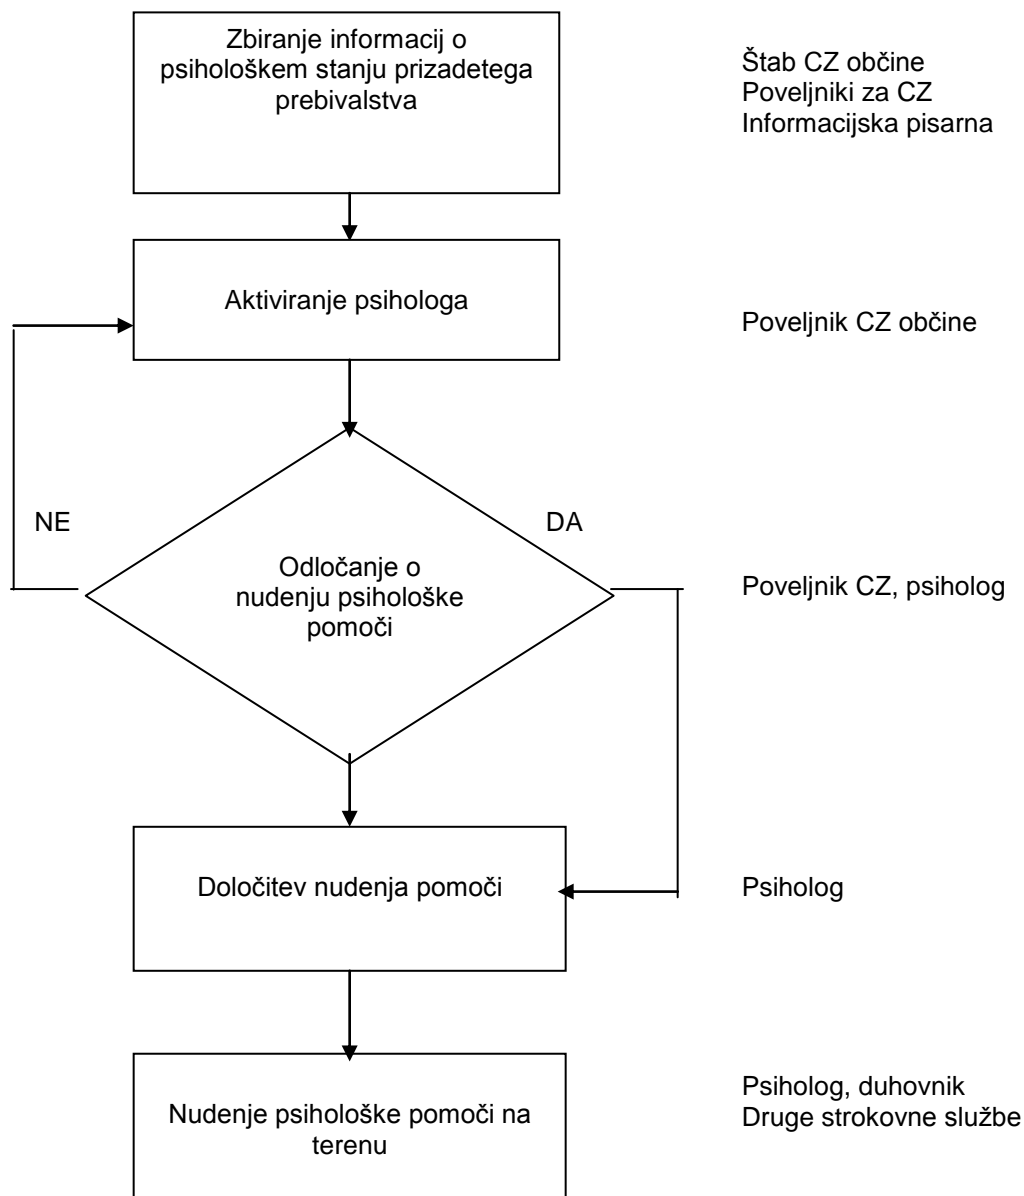 Zbiranje informacij o
psihološkem stanju prizadetega
prebivalstva
Štab CZ občine
Poveljniki za CZ
Informacijska pisarna
Aktiviranje psihologa
Poveljnik CZ občine
NE
DA
Odločanje o
nudenju psihološke
pomoči
Poveljnik CZ, psiholog
Določitev nudenja pomoči
Psiholog
Nudenje psihološke pomoči na
terenu
Psiholog, duhovnik
Druge strokovne službe